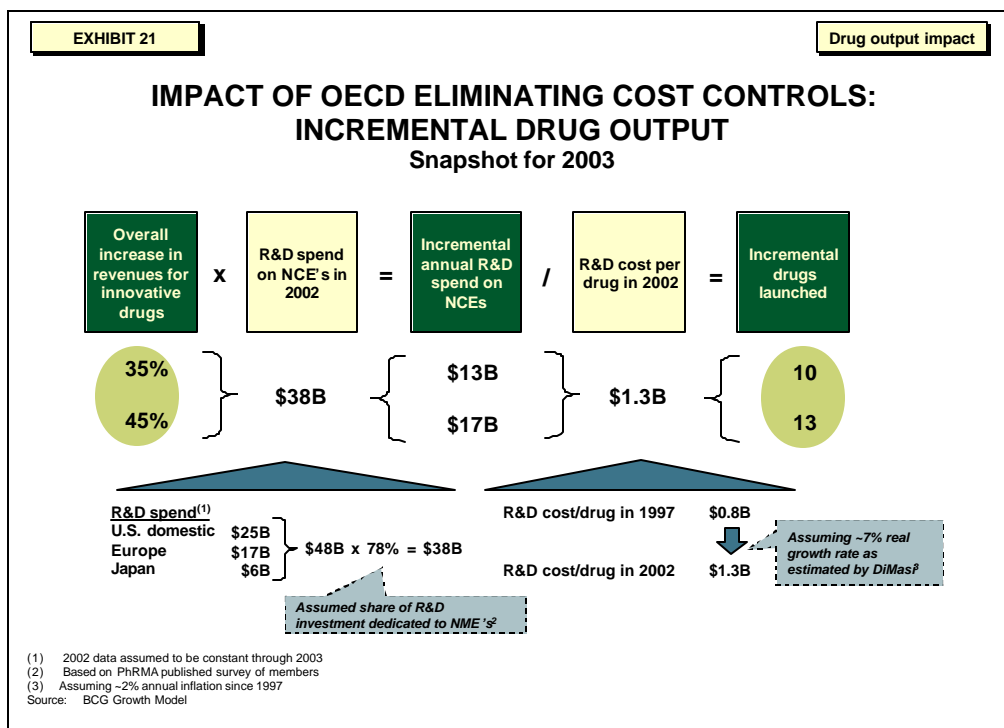 EXHIBIT 21
Drug output impact
IMPACT OF OECD ELIMINATING COST CONTROLS:
INCREMENTAL DRUG OUTPUT
Snapshot for 2003
Overall
increase in
revenues for
innovative
drugs
x
R&D spend
on NCE's in
2002
=
Incremental
annual R&D
spend on
NCEs
/
R&D cost per
drug in 2002
=
Incremental
drugs
launched
35%
45%
$38B
$13B
$17B
$1.3B
10
13
R&D spend(1)
U.S. domestic $25B
Europe $17B
Japan $6B
$48B x 78% = $38B
Assumed share of R&D
investment dedicated to NME's2
R&D cost/drug in 1997 $0.8B
R&D cost/drug in 2002 $1.3B
Assuming ~7% real
growth rate as
estimated by DiMasi3
(1) 2002 data assumed to be constant through 2003
(2) Based on PhRMA published survey of members
(3) Assuming ~2% annual inflation since 1997
Source: BCG Growth Model